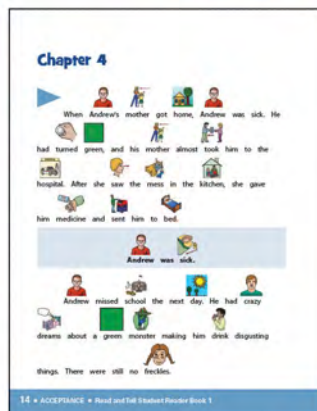 Chapter 4
When Andrew's mother got home, Andrew was sick. He
had turned green, and his mother almost took him to the
hospital. After she saw the mess in the kitchen, she gave
him medicine and sent him to bed.
Andrew was sick.
Andrew missed school the next day. He had crazy
dreams about a green monster making him drink disgusting
things. There were still no freckles.
14 • ACCEPTANCE • Read and Tell Student Reader Book 1